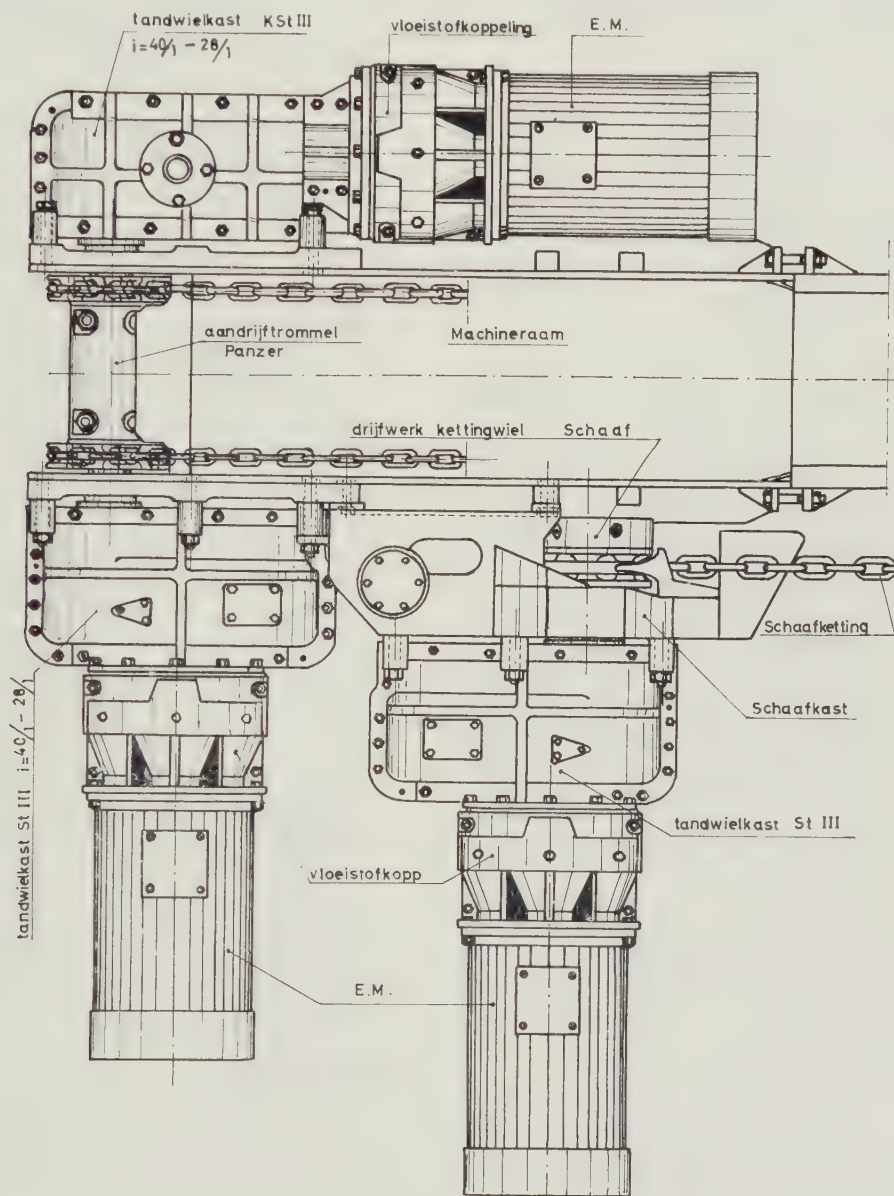 tandwielkast KSt III
i=40/1 - 28/1
vloeistofkoppeling
E.M.
aandrijftrommel
Panzer
Machineraam
drijfwerk kettingwiel Schaaf
Schaafketting
Schaafkast
tandwielkast St III i=40/1 - 28/1
tandwielkast St III
vloeistofkopp
E.M.